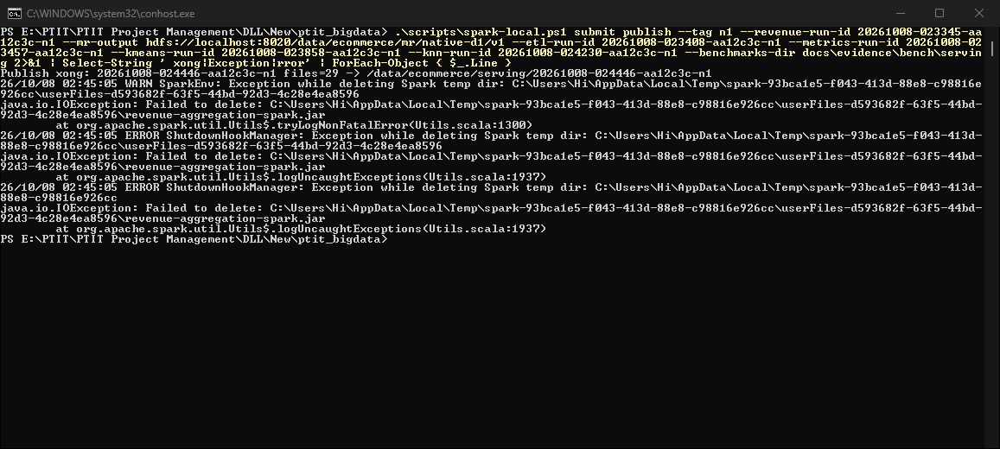 C:\WINDOWS\system32\conhost.exe
PS E:\PTIT\PTIT Project Management\DLL\New\ptit_bigdata> .\scripts\spark-local.ps1 submit publish --tag n1 --revenue-run-id 20261008-023345-aa
12c3c-n1 --mr-output hdfs://localhost:8020/data/ecommerce/mr/native-d1/v1 --etl-run-id 20261008-023408-aa12c3c-n1 --metrics-run-id 20261008-02
3457-aa12c3c-n1 --kmeans-run-id 20261008-023858-aa12c3c-n1 --knn-run-id 20261008-024230-aa12c3c-n1 --benchmarks-dir docs\evidence\bench\servin
g 2>&1 | Select-String ' xong|Exception|rror' | ForEach-Object { $_.Line }
Publish xong: 20261008-024446-aa12c3c-n1 files=29 -> /data/ecommerce/serving/20261008-024446-aa12c3c-n1
26/10/08 02:45:05 WARN SparkEnv: Exception while deleting Spark temp dir: C:\Users\Hi\AppData\Local\Temp\spark-93bca1e5-f043-413d-88e8-c98816e
926cc\userFiles-d593682f-63f5-44bd-92d3-4c28e4ea8596
java.io.IOException: Failed to delete: C:\Users\Hi\AppData\Local\Temp\spark-93bca1e5-f043-413d-88e8-c98816e926cc\userFiles-d593682f-63f5-44bd-
92d3-4c28e4ea8596\revenue-aggregation-spark.jar
        at org.apache.spark.util.Utils$.tryLogNonFatalError(Utils.scala:1300)
26/10/08 02:45:05 ERROR ShutdownHookManager: Exception while deleting Spark temp dir: C:\Users\Hi\AppData\Local\Temp\spark-93bca1e5-f043-413d-
88e8-c98816e926cc\userFiles-d593682f-63f5-44bd-92d3-4c28e4ea8596
java.io.IOException: Failed to delete: C:\Users\Hi\AppData\Local\Temp\spark-93bca1e5-f043-413d-88e8-c98816e926cc\userFiles-d593682f-63f5-44bd-
92d3-4c28e4ea8596\revenue-aggregation-spark.jar
        at org.apache.spark.util.Utils$.logUncaughtExceptions(Utils.scala:1937)
26/10/08 02:45:05 ERROR ShutdownHookManager: Exception while deleting Spark temp dir: C:\Users\Hi\AppData\Local\Temp\spark-93bca1e5-f043-413d-
88e8-c98816e926cc
java.io.IOException: Failed to delete: C:\Users\Hi\AppData\Local\Temp\spark-93bca1e5-f043-413d-88e8-c98816e926cc\userFiles-d593682f-63f5-44bd-
92d3-4c28e4ea8596\revenue-aggregation-spark.jar
        at org.apache.spark.util.Utils$.logUncaughtExceptions(Utils.scala:1937)
PS E:\PTIT\PTIT Project Management\DLL\New\ptit_bigdata>